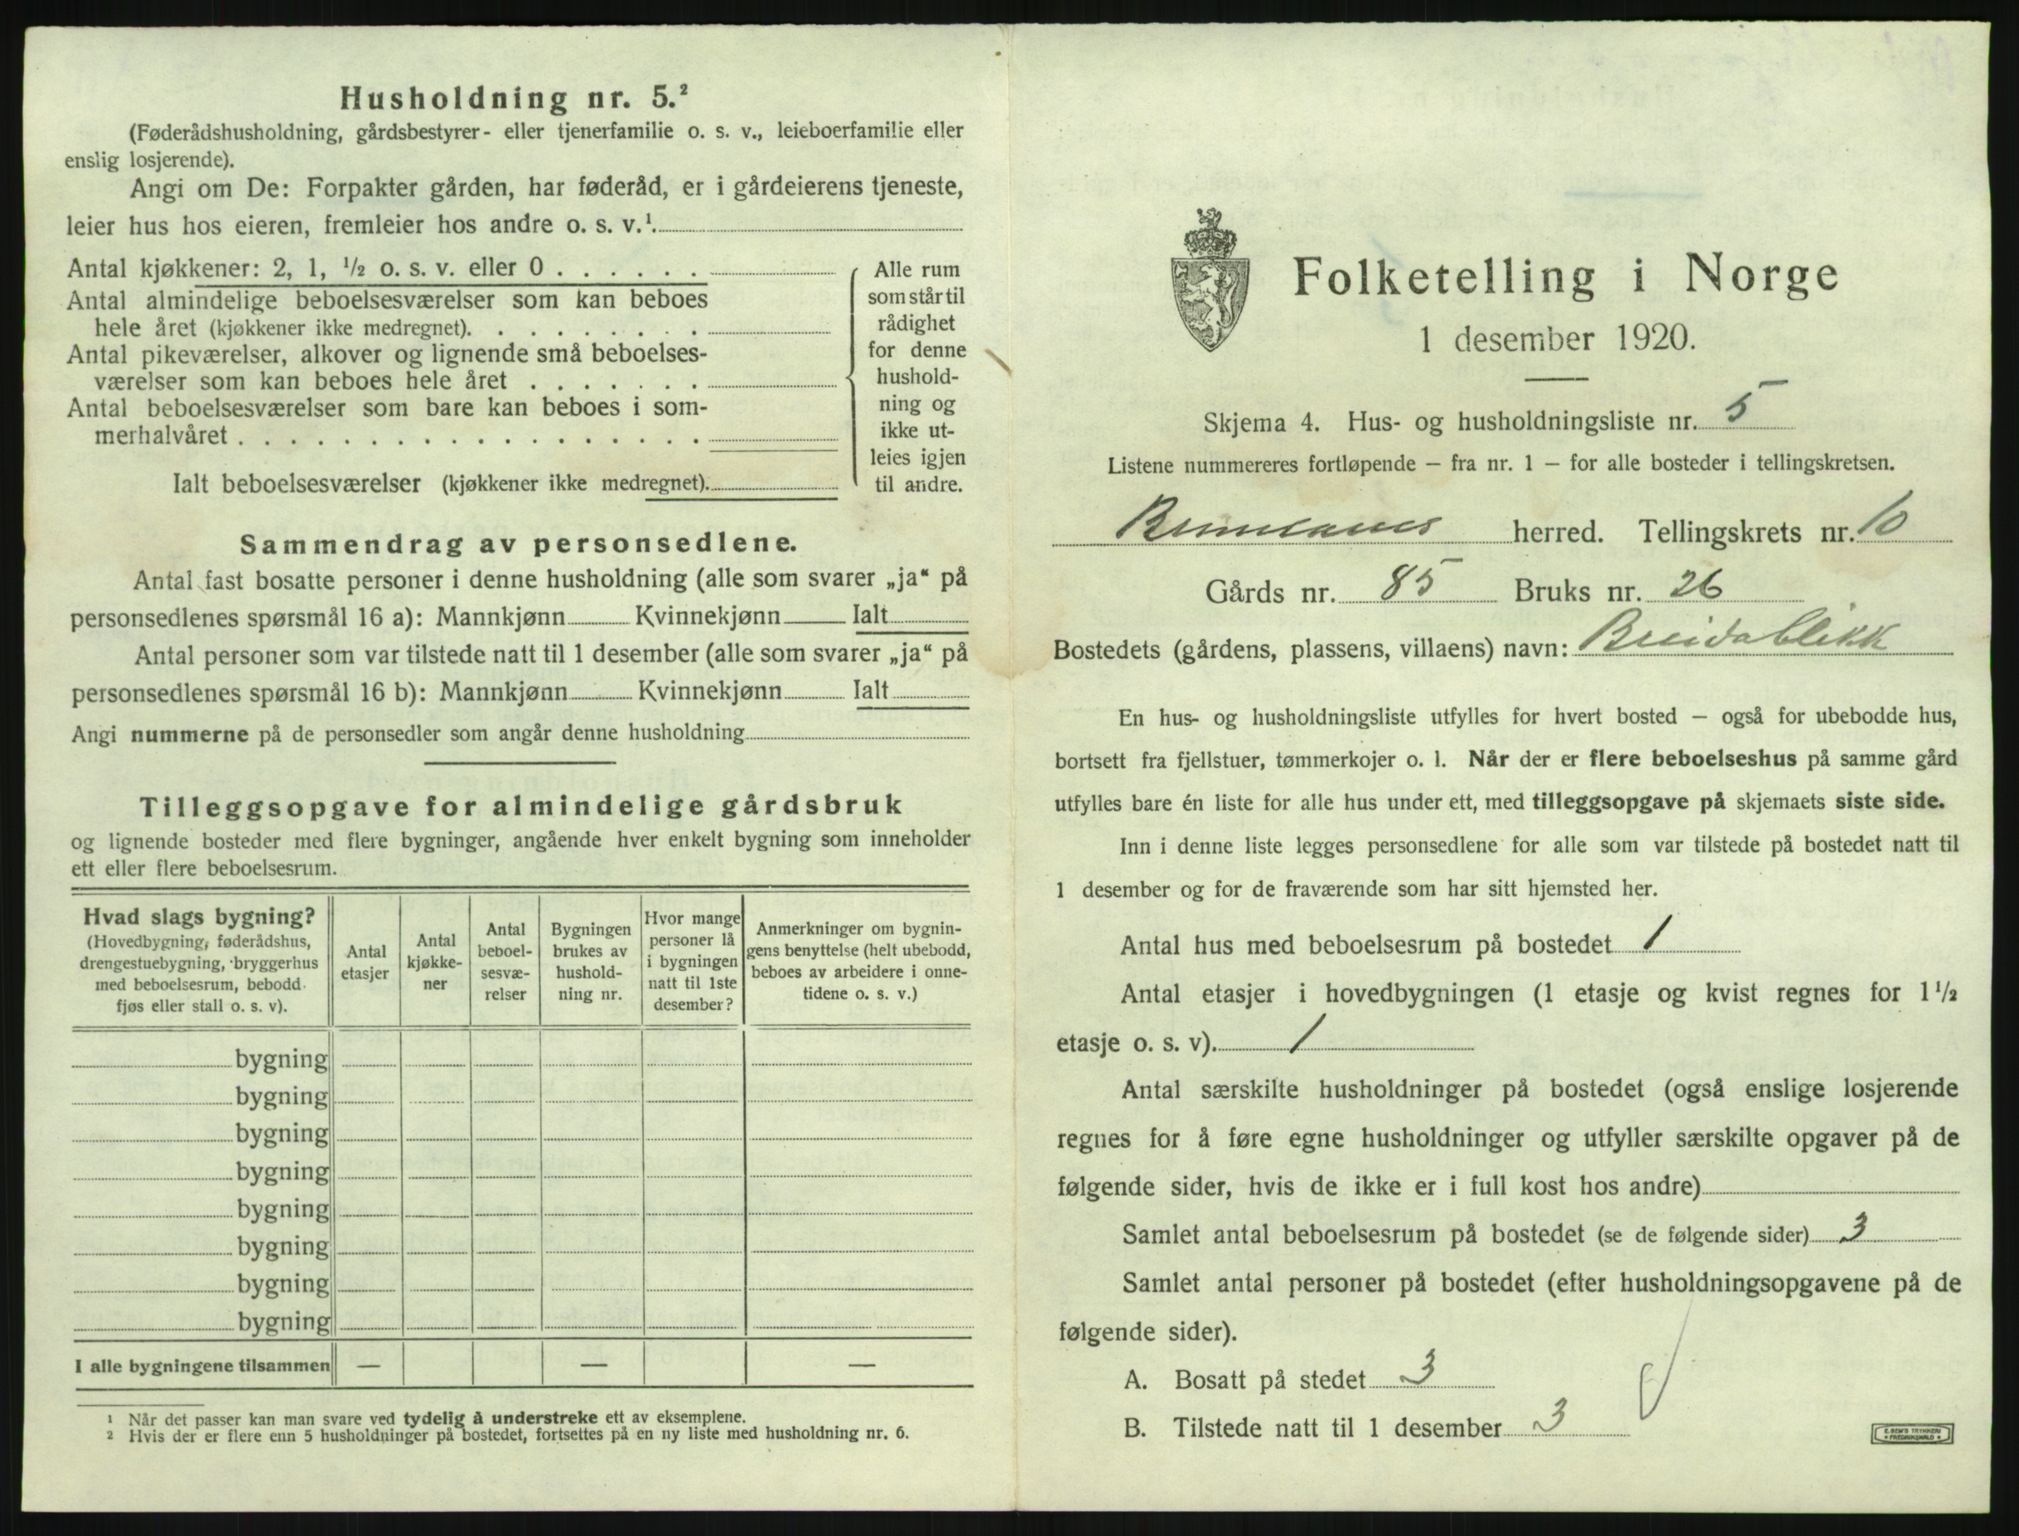 Husholdning nr. 5.²
(Føderådshusholdning, gårdsbestyrer- eller tjenerfamilie o. s. v., leieboerfamilie eller
enslig losjerende).
Angi om De: Forpakter gården, har føderåd, er i gårdeierens tjeneste,
leier hus hos eieren, fremleier hos andre o. s. v.¹
Antal kjøkkener: 2, 1, ½ o. s. v. eller 0 . . . . . .
Antal almindelige beboelsesværelser som kan beboes
hele året (kjøkkener ikke medregnet). . . . . . . . .
Antal pikeværelser, alkover og lignende små beboelses-
værelser som kan beboes hele året . . . . . . .
Antal beboelsesværelser som bare kan beboes i som-
merhalvåret . . . . . . . . . . . . . . . . . .
Ialt beboelsesværelser (kjøkkener ikke medregnet).
Alle rum
som står til
rådighet
for denne
hushold-
ning og
ikke ut-
leies igjen
til andre.
Sammendrag av personsedlene.
Antal fast bosatte personer i denne husholdning (alle som svarer „ja“ på
personsedlenes spørsmål 16 a): Mannkjønn Kvinnekjønn Ialt
Antal personer som var tilstede natt til 1 desember (alle som svarer „ja“ på
personsedlenes spørsmål 16 b): Mannkjønn Kvinnekjønn Ialt
Angi nummerne på de personsedler som angår denne husholdning
Tilleggsopgave for almindelige gårdsbruk
og lignende bosteder med flere bygninger, angående hver enkelt bygning som inneholder
ett eller flere beboelsesrum.
Hvad slags bygning?
(Hovedbygning, føderådshus,
drengestuebygning, bryggerhus
med beboelsesrum, bebodd
fjøs eller stall o. s. v).
Antal
etasjer
Antal
kjøkke-
ner
Antal
beboel-
sesvæ-
relser
Bygningen
brukes av
hushold-
ning nr.
Hvor mange
personer lå
i bygningen
natt til 1ste
desember?
Anmerkninger om bygnin-
gens benyttelse (helt ubebodd,
beboes av arbeidere i onne-
tidene o. s. v.)
bygning
bygning
bygning
bygning
bygning
bygning
bygning
bygning
I alle bygningene tilsammen — — —
¹ Når det passer kan man svare ved tydelig å understreke ett av eksemplene.
² Hvis der er flere enn 5 husholdninger på bostedet, fortsettes på en ny liste med husholdning nr. 6.
Folketelling i Norge
1 desember 1920.
Skjema 4. Hus- og husholdningsliste nr. 5
Listene nummereres fortløpende — fra nr. 1 — for alle bosteder i tellingskretsen.
Brunlanes herred. Tellingskrets nr. 10
Gårds nr. 85 Bruks nr. 26
Bostedets (gårdens, plassens, villaens) navn: Breidablikk
En hus- og husholdningsliste utfylles for hvert bosted — også for ubebodde hus,
bortsett fra fjellstuer, tømmerkojer o. l. Når der er flere beboelseshus på samme gård
utfylles bare én liste for alle hus under ett, med tilleggsopgave på skjemaets siste side.
Inn i denne liste legges personsedlene for alle som var tilstede på bostedet natt til
1 desember og for de fraværende som har sitt hjemsted her.
Antal hus med beboelsesrum på bostedet 1
Antal etasjer i hovedbygningen (1 etasje og kvist regnes for 1½
etasje o. s. v). 1
Antal særskilte husholdninger på bostedet (også enslige losjerende
regnes for å føre egne husholdninger og utfyller særskilte opgaver på de
følgende sider, hvis de ikke er i full kost hos andre)
Samlet antal beboelsesrum på bostedet (se de følgende sider) 3
Samlet antal personer på bostedet (efter husholdningsopgavene på de
følgende sider).
A. Bosatt på stedet 3
B. Tilstede natt til 1 desember 3
E. SEM'S TRYKKERI
FREDRIKSHALD